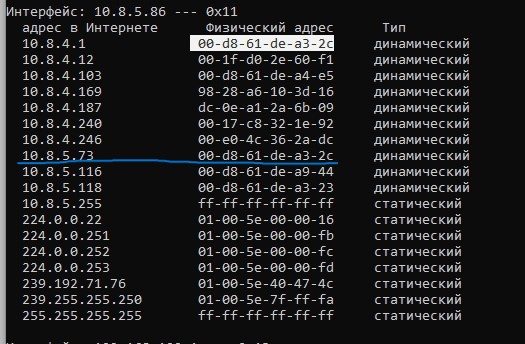 Интерфейс: 10.8.5.86 --- 0x11
адрес в Интернете Физический адрес Тип
10.8.4.1 00-d8-61-de-a3-2c динамический
10.8.4.12 00-1f-d0-2e-60-f1 динамический
10.8.4.103 00-d8-61-de-a4-e5 динамический
10.8.4.169 98-28-a6-10-3d-16 динамический
10.8.4.187 dc-0e-a1-2a-6b-09 динамический
10.8.4.240 00-17-c8-32-1e-92 динамический
10.8.4.246 00-e0-4c-36-2a-dc динамический
10.8.5.73 00-d8-61-de-a3-2c динамический
10.8.5.116 00-d8-61-de-a9-44 динамический
10.8.5.118 00-d8-61-de-a3-23 динамический
10.8.5.255 ff-ff-ff-ff-ff-ff статический
224.0.0.22 01-00-5e-00-00-16 статический
224.0.0.251 01-00-5e-00-00-fb статический
224.0.0.252 01-00-5e-00-00-fc статический
224.0.0.253 01-00-5e-00-00-fd статический
239.192.71.76 01-00-5e-40-47-4c статический
239.255.255.250 01-00-5e-7f-ff-fa статический
255.255.255.255 ff-ff-ff-ff-ff-ff статический